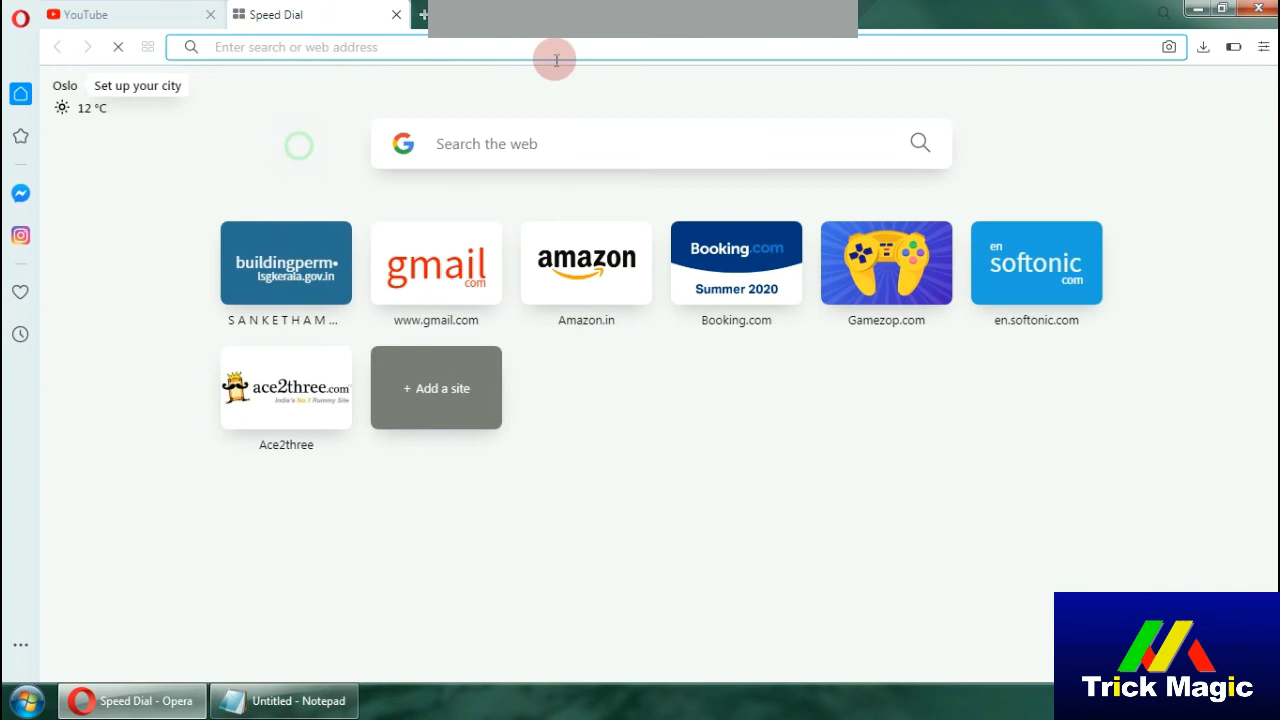 YouTube
Speed Dial
Enter search or web address
Oslo
Set up your city
12 °C
Search the web
buildingperm•
lsgkerala.gov.in
gmail
com
amazon
Booking.com
Summer 2020
en
softonic
com
S A N K E T H A M ...
www.gmail.com
Amazon.in
Booking.com
Gamezop.com
en.softonic.com
ace2three.com
India's No.1 Rummy Site
+ Add a site
Ace2three
Speed Dial - Opera
Untitled - Notepad
Trick Magic